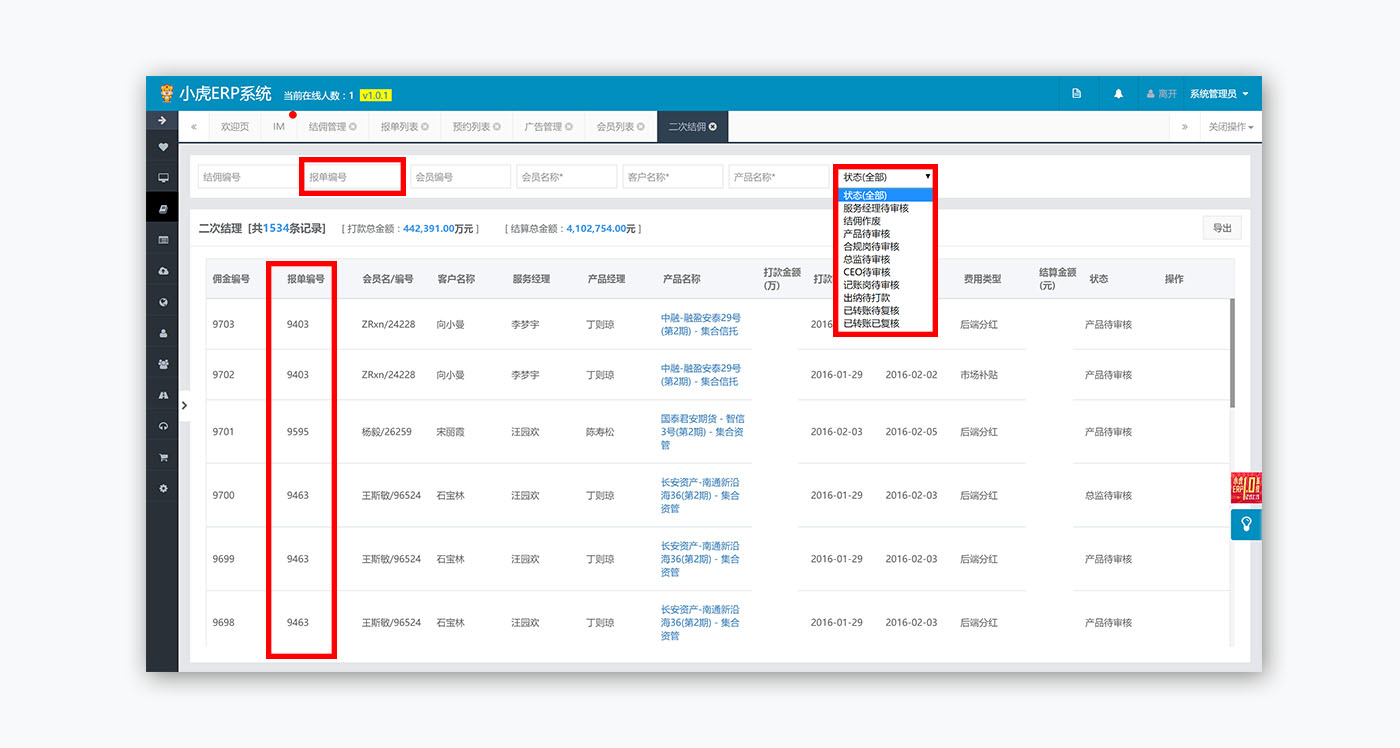 小虎ERP系统 当前在线人数：1 v1.0.1 离开 系统管理员
« 欢迎页 IM 结佣管理 报单列表 预约列表 广告管理 会员列表 二次结佣 » 关闭操作
结佣编号 报单编号 会员编号 会员名称* 客户名称* 产品名称* 状态(全部)
状态(全部)
服务经理待审核
结佣作废
产品待审核
合规岗待审核
总监待审核
CEO待审核
记账岗待审核
出纳待打款
已转账待复核
已转账已复核
二次结理 [共1534条记录] [ 打款总金额：442,391.00万元 ] [ 结算总金额：4,102,754.00元 ] 导出
佣金编号 报单编号 会员名/编号 客户名称 服务经理 产品经理 产品名称 打款金额(万) 打款 费用类型 结算金额(元) 状态 操作
9703 9403 ZRxn/24228 向小曼 李梦宇 丁则琼 中融-融盈安泰29号 2016 后端分红 产品待审核
(第2期) - 集合信托
9702 9403 ZRxn/24228 向小曼 李梦宇 丁则琼 中融-融盈安泰29号 2016-01-29 2016-02-02 市场补贴 产品待审核
(第2期) - 集合信托
9701 9595 杨毅/26259 宋丽霞 汪园欢 陈寿松 国泰君安期货 - 智信 2016-02-03 2016-02-05 后端分红 产品待审核
3号(第2期) - 集合资
管
9700 9463 王斯敏/96524 石宝林 汪园欢 丁则琼 长安资产-南通新沿 2016-01-29 2016-02-03 后端分红 总监待审核
海36(第2期) - 集合
资管
9699 9463 王斯敏/96524 石宝林 汪园欢 丁则琼 长安资产-南通新沿 2016-01-29 2016-02-03 后端分红 产品待审核
海36(第2期) - 集合
资管
9698 9463 王斯敏/96524 石宝林 汪园欢 丁则琼 长安资产-南通新沿 2016-01-29 2016-02-03 后端分红 产品待审核
海36(第2期) - 集合
资管
小虎
ERP 1.0